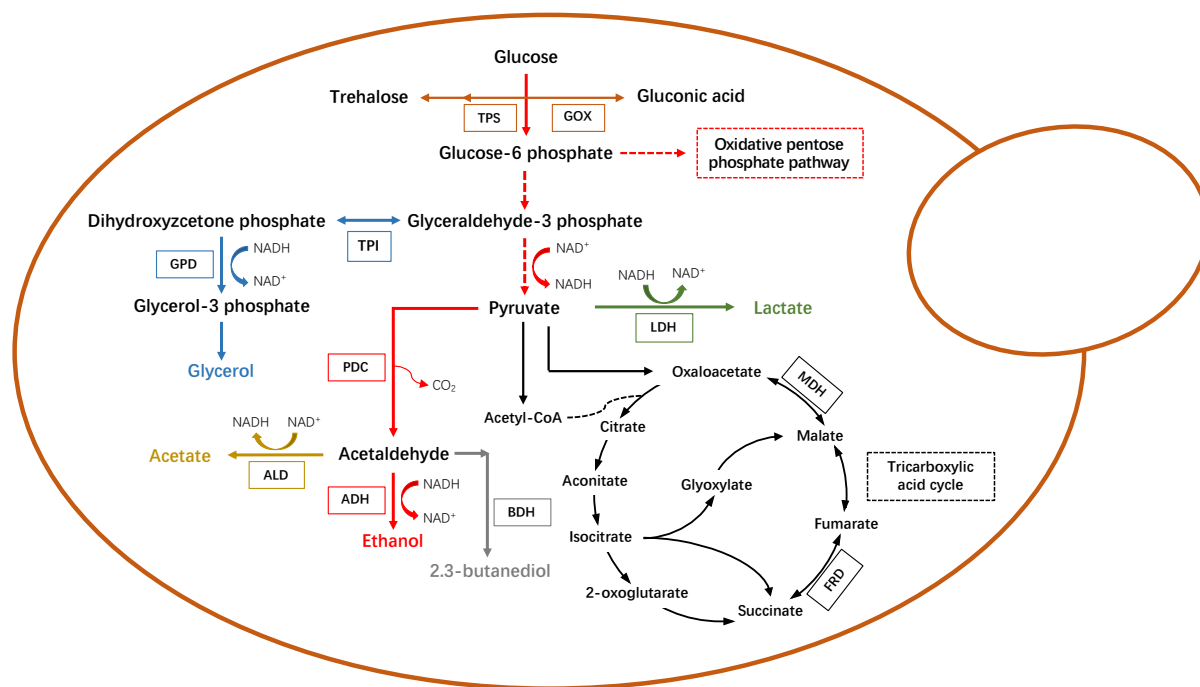 Glucose
Trehalose
Gluconic acid
TPS
GOX
Glucose-6 phosphate
Oxidative pentose
phosphate pathway
Dihydroxyzcetone phosphate
Glyceraldehyde-3 phosphate
TPI
GPD
NADH
NAD⁺
NAD⁺
NADH
Glycerol-3 phosphate
Pyruvate
NADH
NAD⁺
LDH
Lactate
Glycerol
PDC
CO₂
Oxaloacetate
MDH
Acetyl-CoA
Citrate
Malate
NADH
NAD⁺
Acetate
ALD
Acetaldehyde
Aconitate
Glyoxylate
Tricarboxylic
acid cycle
ADH
NADH
NAD⁺
BDH
Ethanol
Isocitrate
Fumarate
2.3-butanediol
2-oxoglutarate
Succinate
FRD